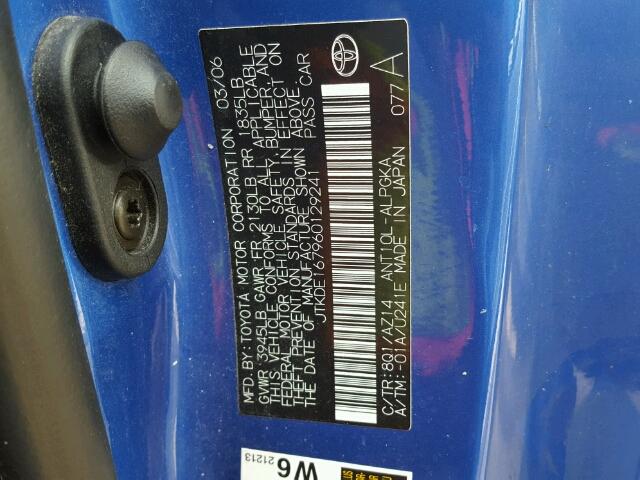 MFD.BY:TOYOTA MOTOR CORPORATION 03/06
GVWR 3945LB GAWR:FR 2130LB RR 1835LB
THIS VEHICLE CONFORMS TO ALL APPLICABLE
FEDERAL MOTOR VEHICLE SAFETY, BUMPER AND
THEFT PREVENTION STANDARDS IN EFFECT ON
THE DATE OF MANUFACTURE SHOWN ABOVE.
JTKDE167960129241 PASS CAR
C/TR:8Q1/AZ14 ANT10L-ALPGKA
A/TM:-01A/U241E MADE IN JAPAN 077 A
21213
W6